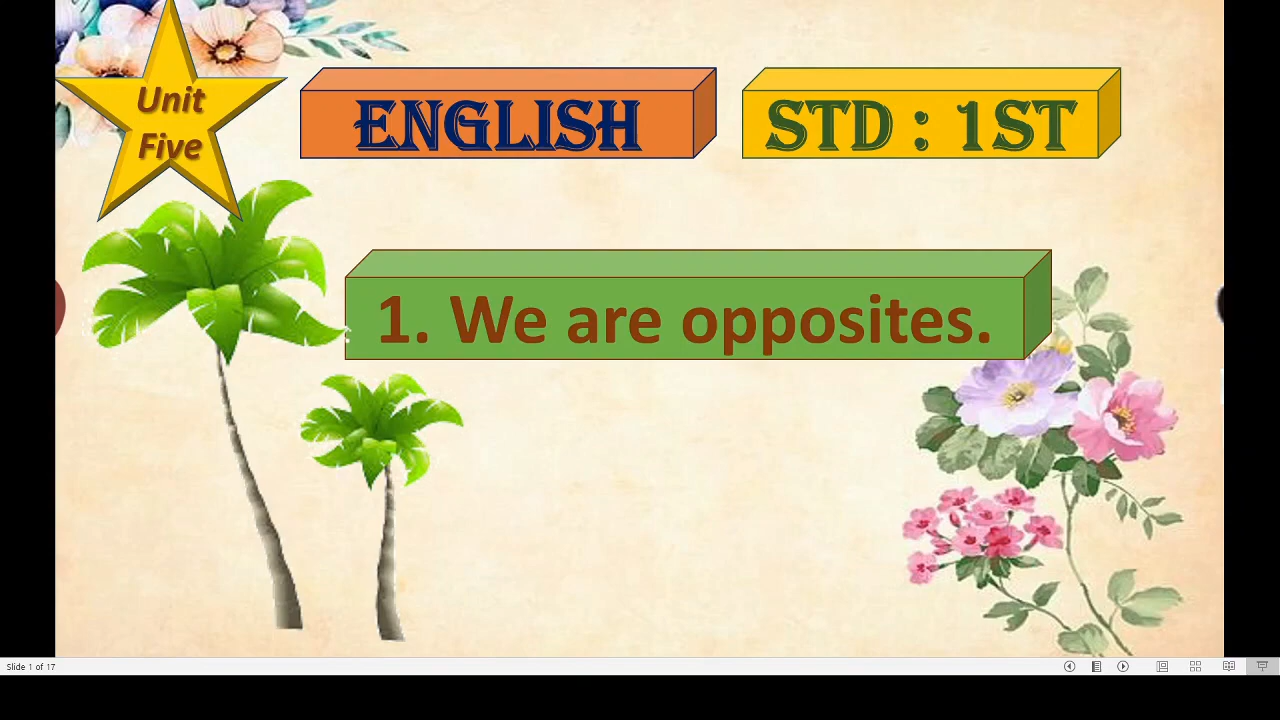 Unit
Five
ENGLISH
STD : 1ST
1. We are opposites.
Slide 1 of 17